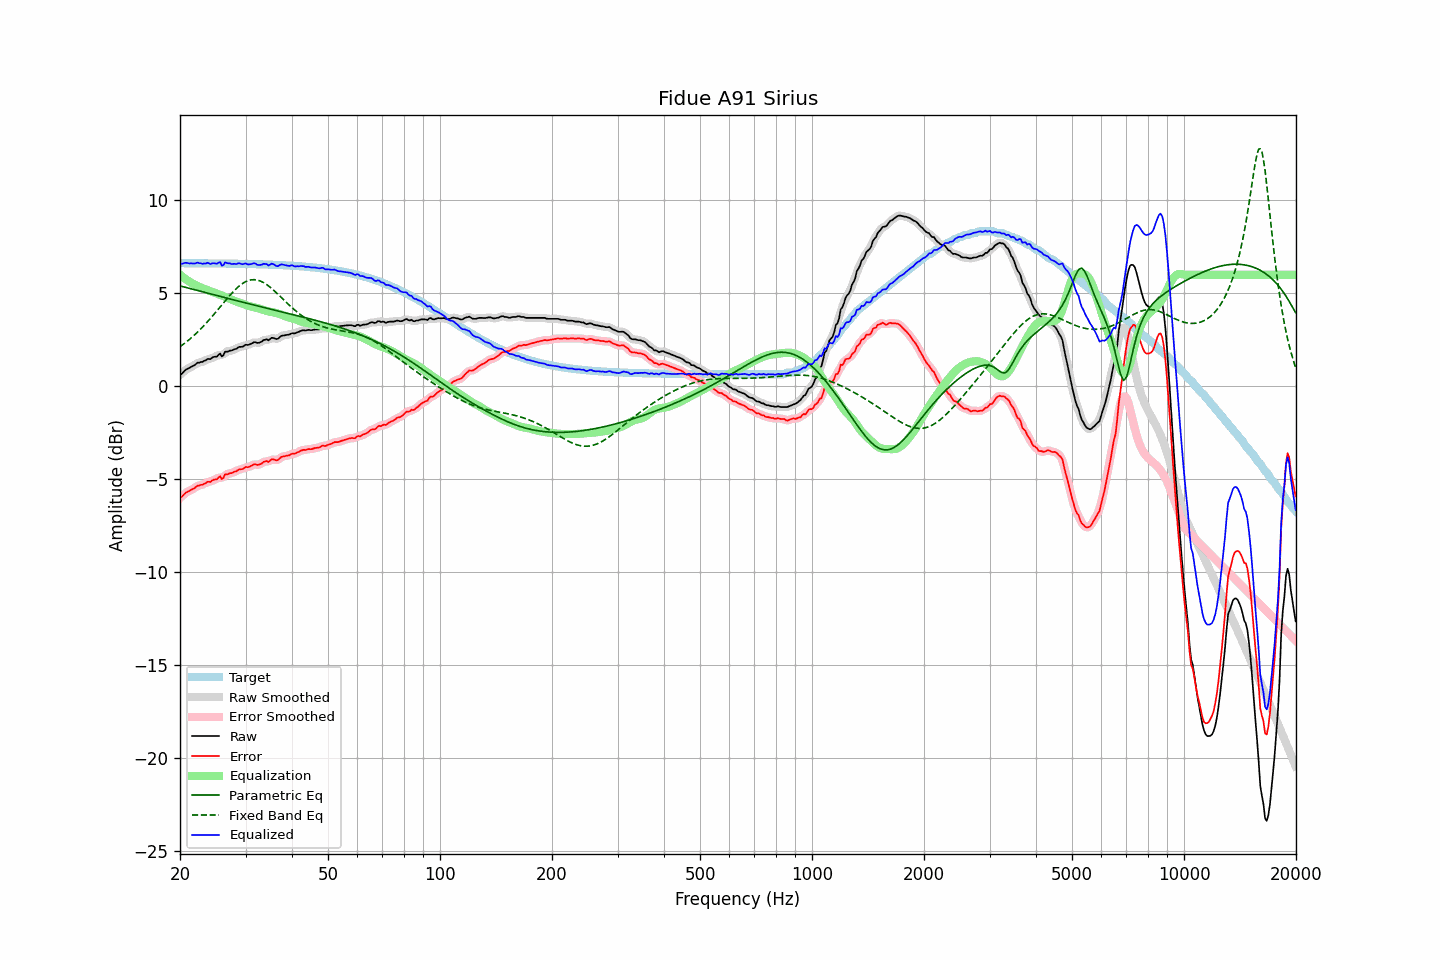 Fidue A91 Sirius
Amplitude (dBr)
10
5
0
−5
−10
−15
−20
−25
Target
Raw Smoothed
Error Smoothed
Raw
Error
Equalization
Parametric Eq
Fixed Band Eq
Equalized
20 50 100 200 500 1000 2000 5000 10000 20000
Frequency (Hz)